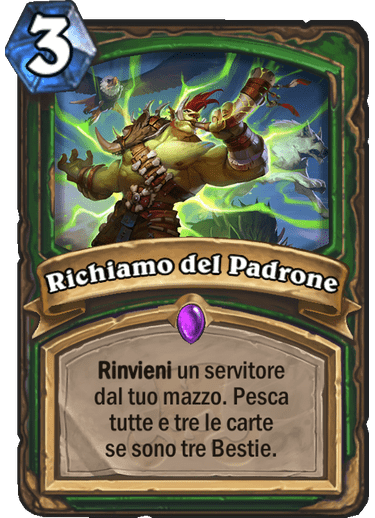 3
Richiamo del Padrone
Rinvieni un servitore
dal tuo mazzo. Pesca
tutte e tre le carte
se sono tre Bestie.